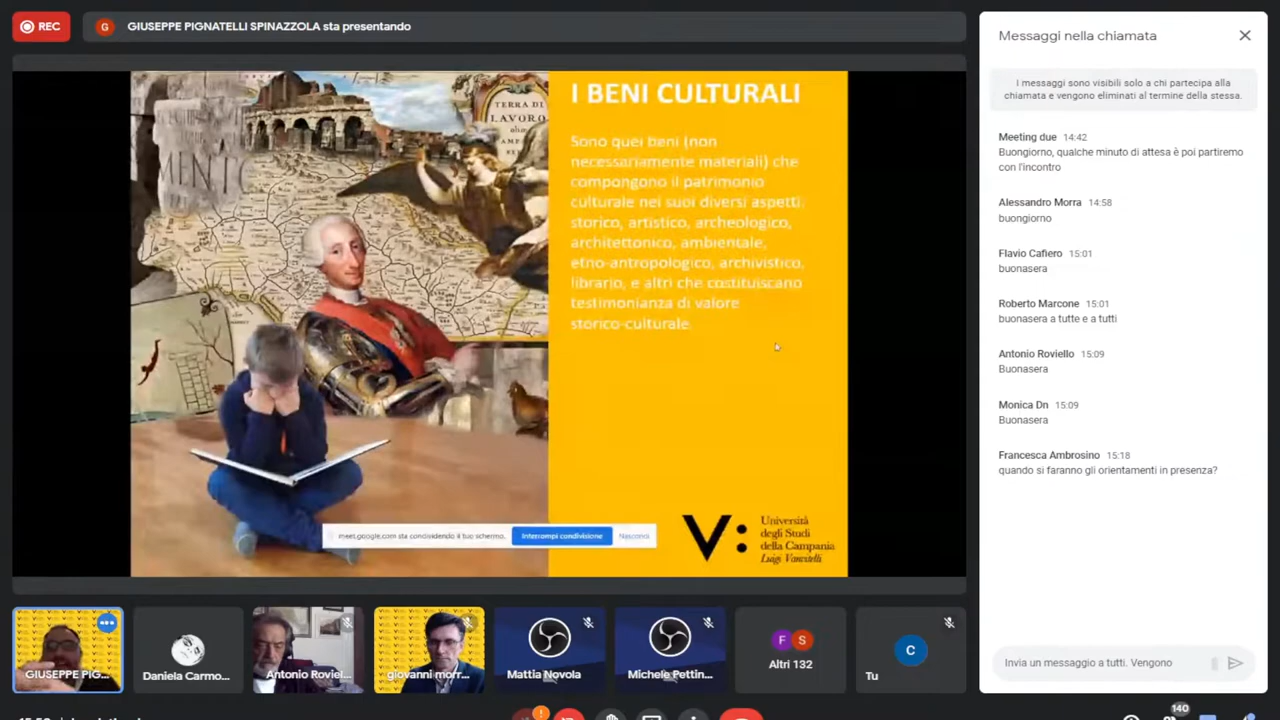 REC
G
GIUSEPPE PIGNATELLI SPINAZZOLA sta presentando
TERRA DI
LAVORO
I BENI CULTURALI
Sono quei beni (non
necessariamente materiali) che
compongono il patrimonio
culturale nei suoi diversi aspetti:
storico, artistico, archeologico,
architettonico, ambientale,
etno-antropologico, archivistico,
librario, e altri che costituiscano
testimonianza di valore
storico-culturale.
meet.google.com sta condividendo il tuo schermo.
Interrompi condivisione
Nascondi
V:
Università
degli Studi
della Campania
Luigi Vanvitelli
GIUSEPPE PIG...
Daniela Carmo...
Antonio Roviel...
giovanni morr...
Mattia Novola
Michele Pettin...
F S
Altri 132
C
Tu
Messaggi nella chiamata
I messaggi sono visibili solo a chi partecipa alla
chiamata e vengono eliminati al termine della stessa.
Meeting due 14:42
Buongiorno, qualche minuto di attesa è poi partiremo
con l'incontro
Alessandro Morra 14:58
buongiorno
Flavio Cafiero 15:01
buonasera
Roberto Marcone 15:01
buonasera a tutte e a tutti
Antonio Roviello 15:09
Buonasera
Monica Dn 15:09
Buonasera
Francesca Ambrosino 15:18
quando si faranno gli orientamenti in presenza?
Invia un messaggio a tutti. Vengono
140